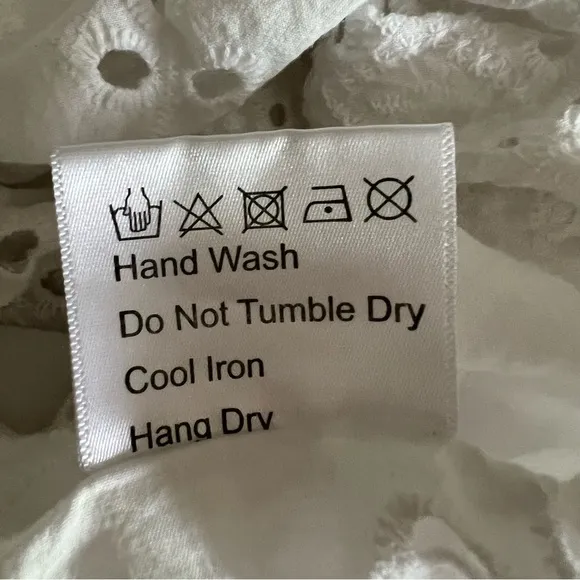 Hand Wash
Do Not Tumble Dry
Cool Iron
Hang Dry